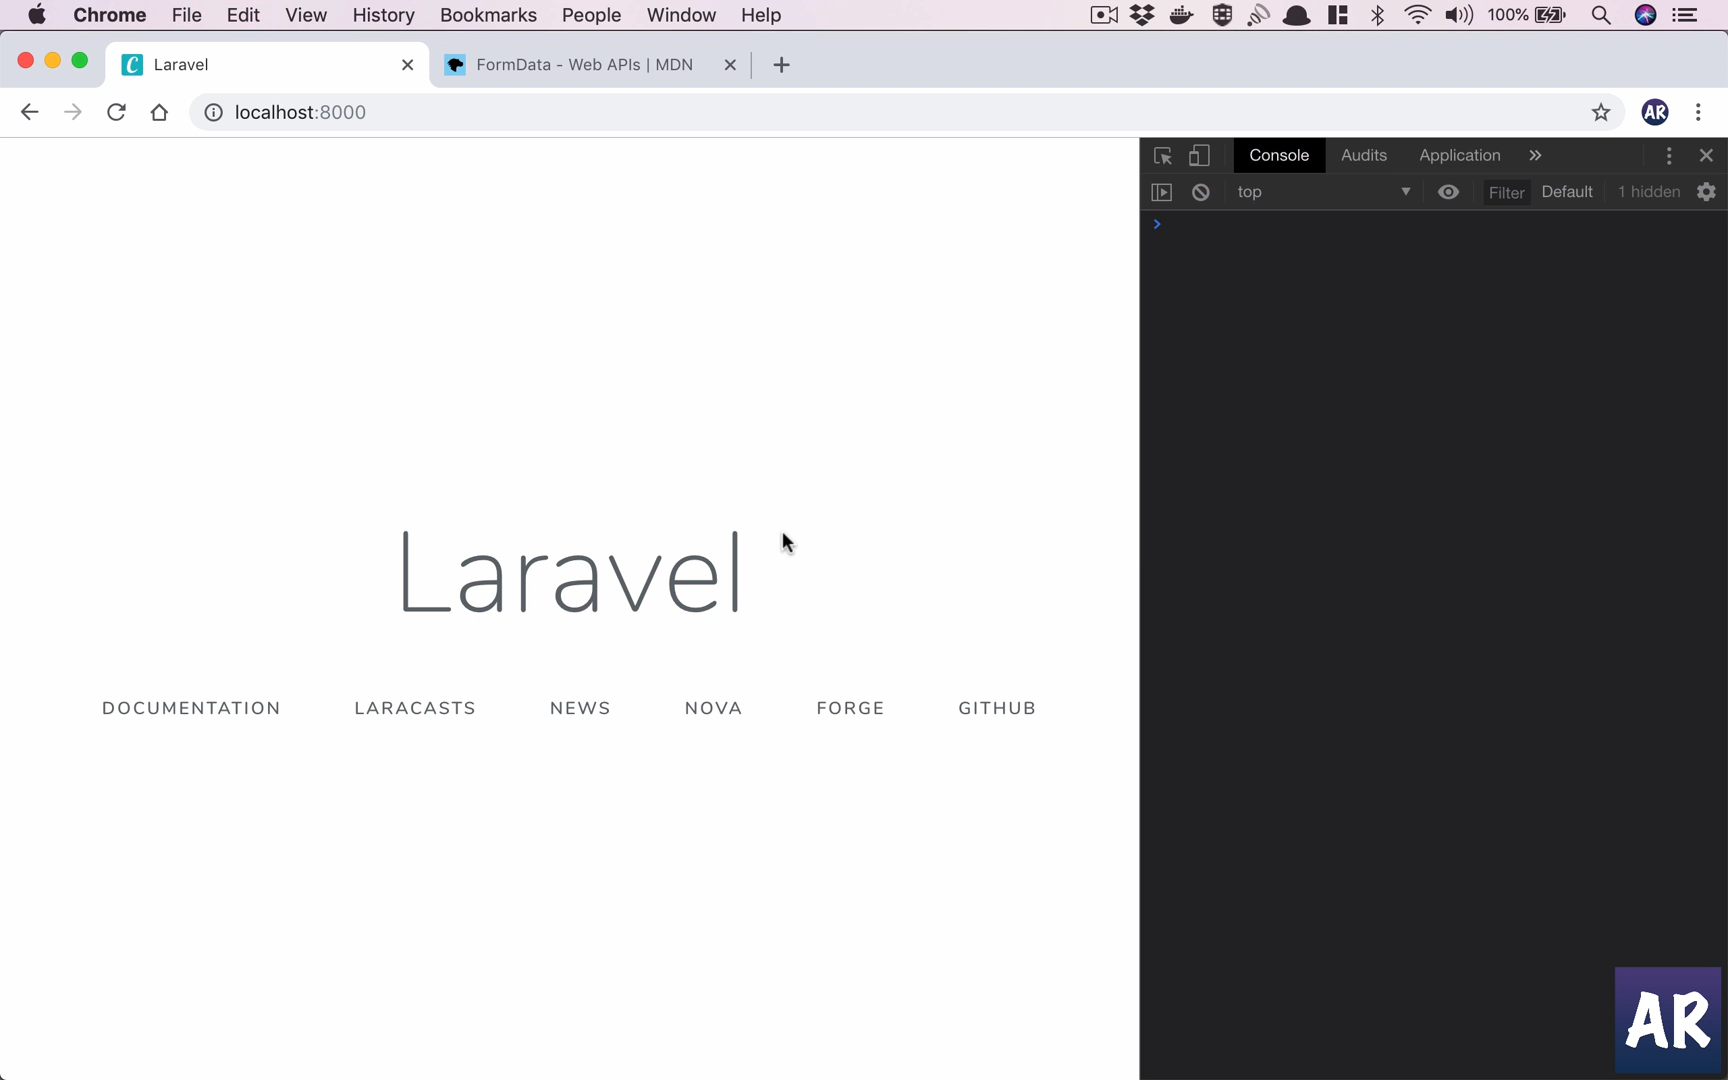 Chrome File Edit View History Bookmarks People Window Help 100%
Laravel FormData - Web APIs | MDN
localhost:8000 AR
Console Audits Application
top Filter Default 1 hidden
Laravel
DOCUMENTATION LARACASTS NEWS NOVA FORGE GITHUB
AR